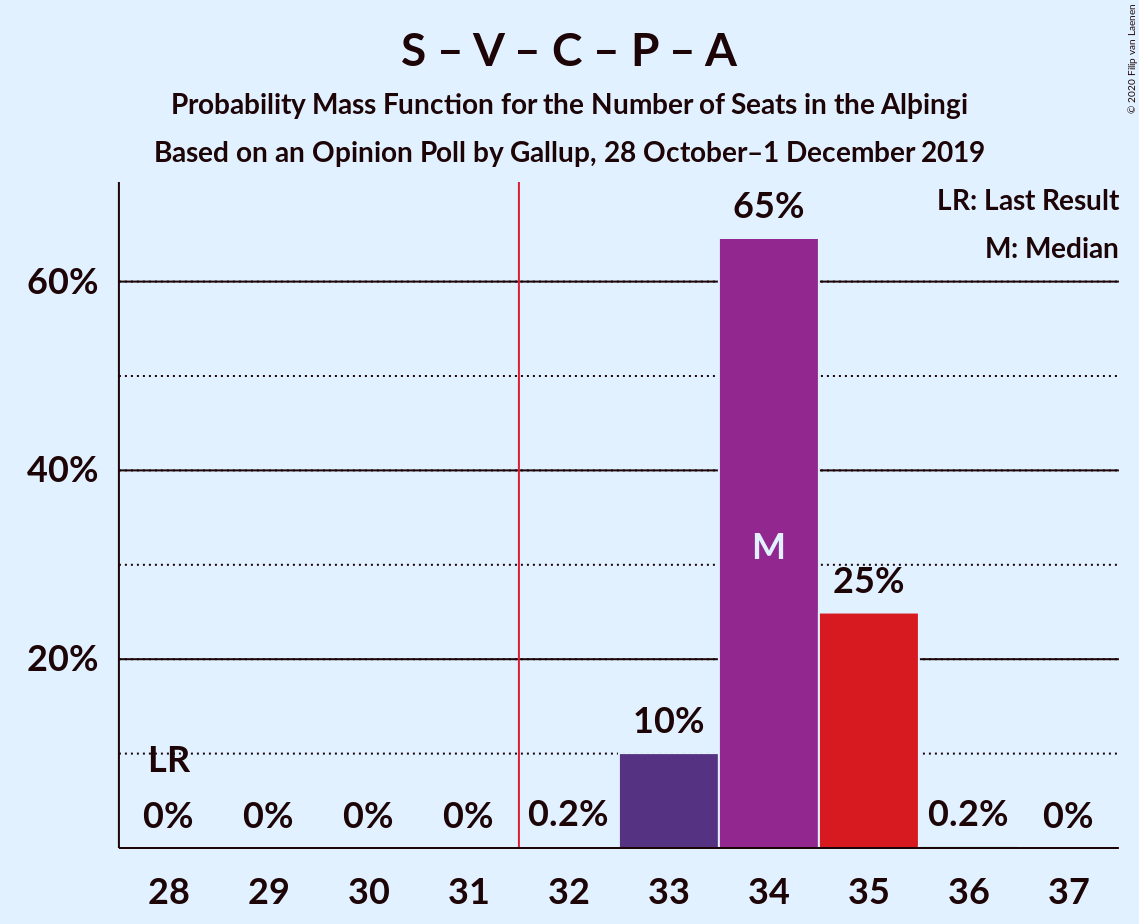 S – V – C – P – A
Probability Mass Function for the Number of Seats in the Alþingi
Based on an Opinion Poll by Gallup, 28 October–1 December 2019
© 2020 Filip van Laenen
LR: Last Result
M: Median
65%
60%
40%
20%
M
25%
10%
LR
0% 0% 0% 0% 0.2% 0.2% 0%
28 29 30 31 32 33 34 35 36 37